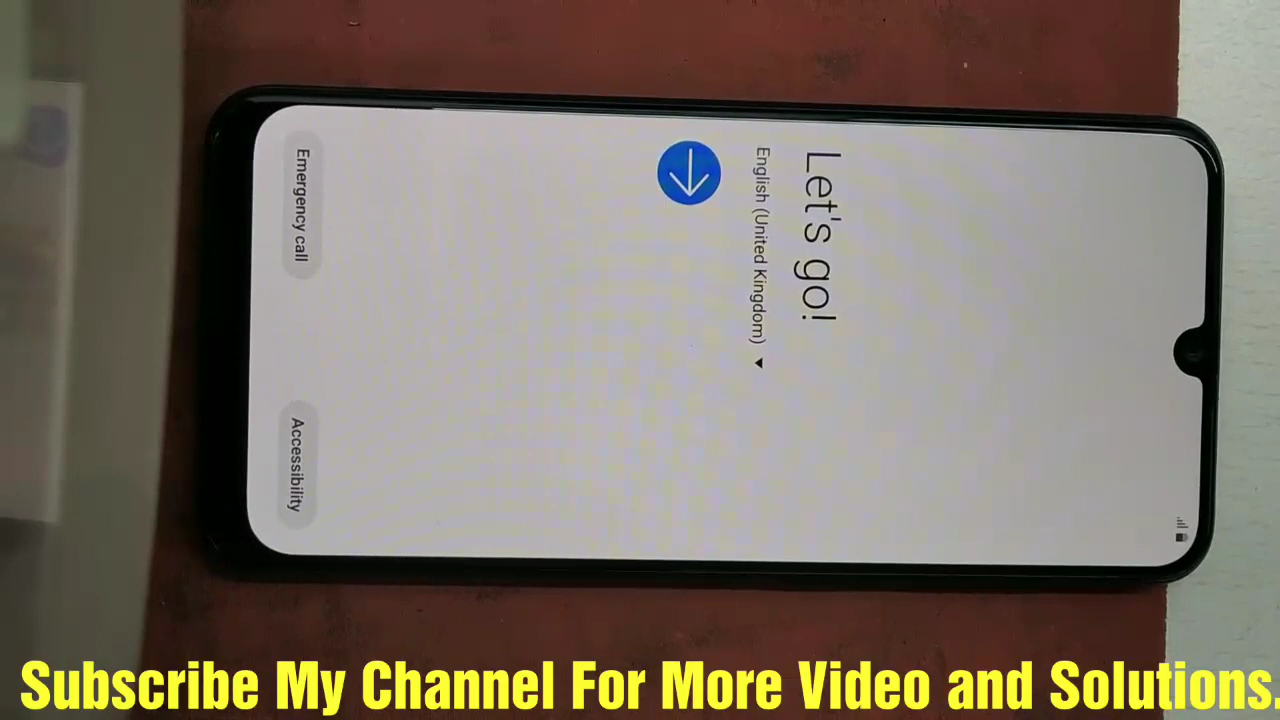 Let's go!
English (United Kingdom)
Emergency call
Accessibility
Subscribe My Channel For More Video and Solutions.